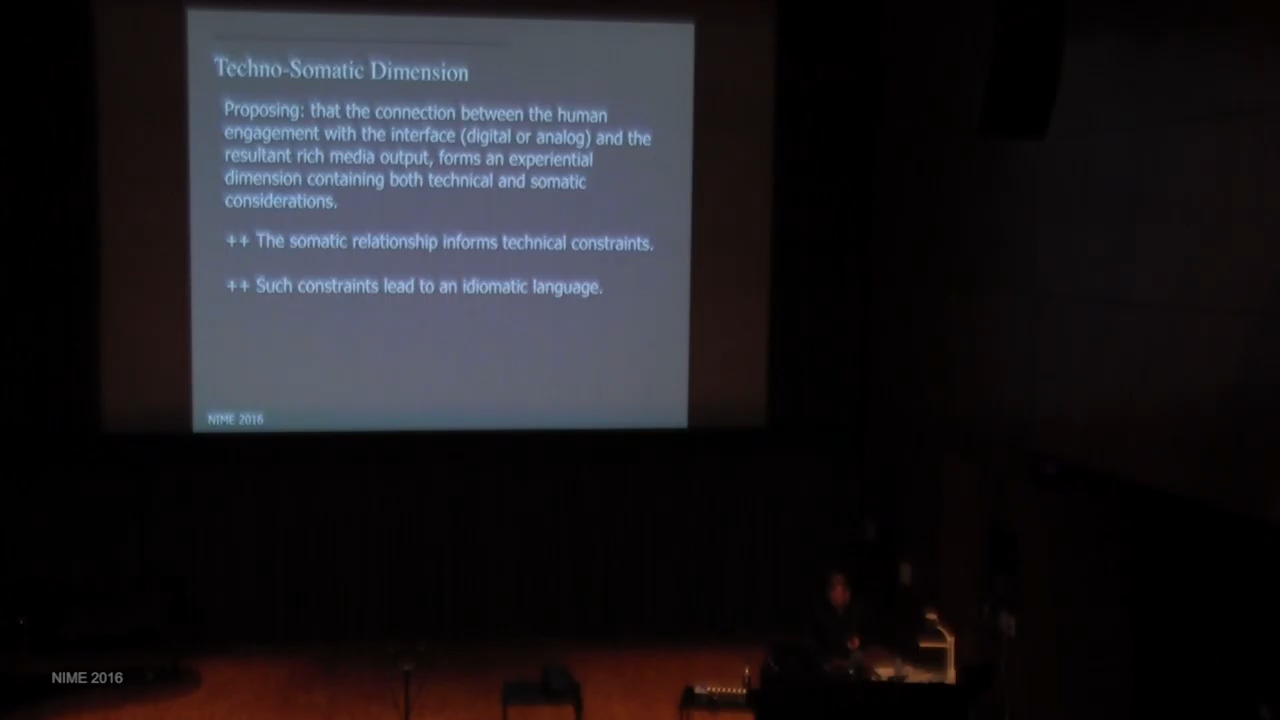 Techno-Somatic Dimension
Proposing: that the connection between the human
engagement with the interface (digital or analog) and the
resultant rich media output, forms an experiential
dimension containing both technical and somatic
considerations.
++ The somatic relationship informs technical constraints.
++ Such constraints lead to an idiomatic language.
NIME 2016
NIME 2016